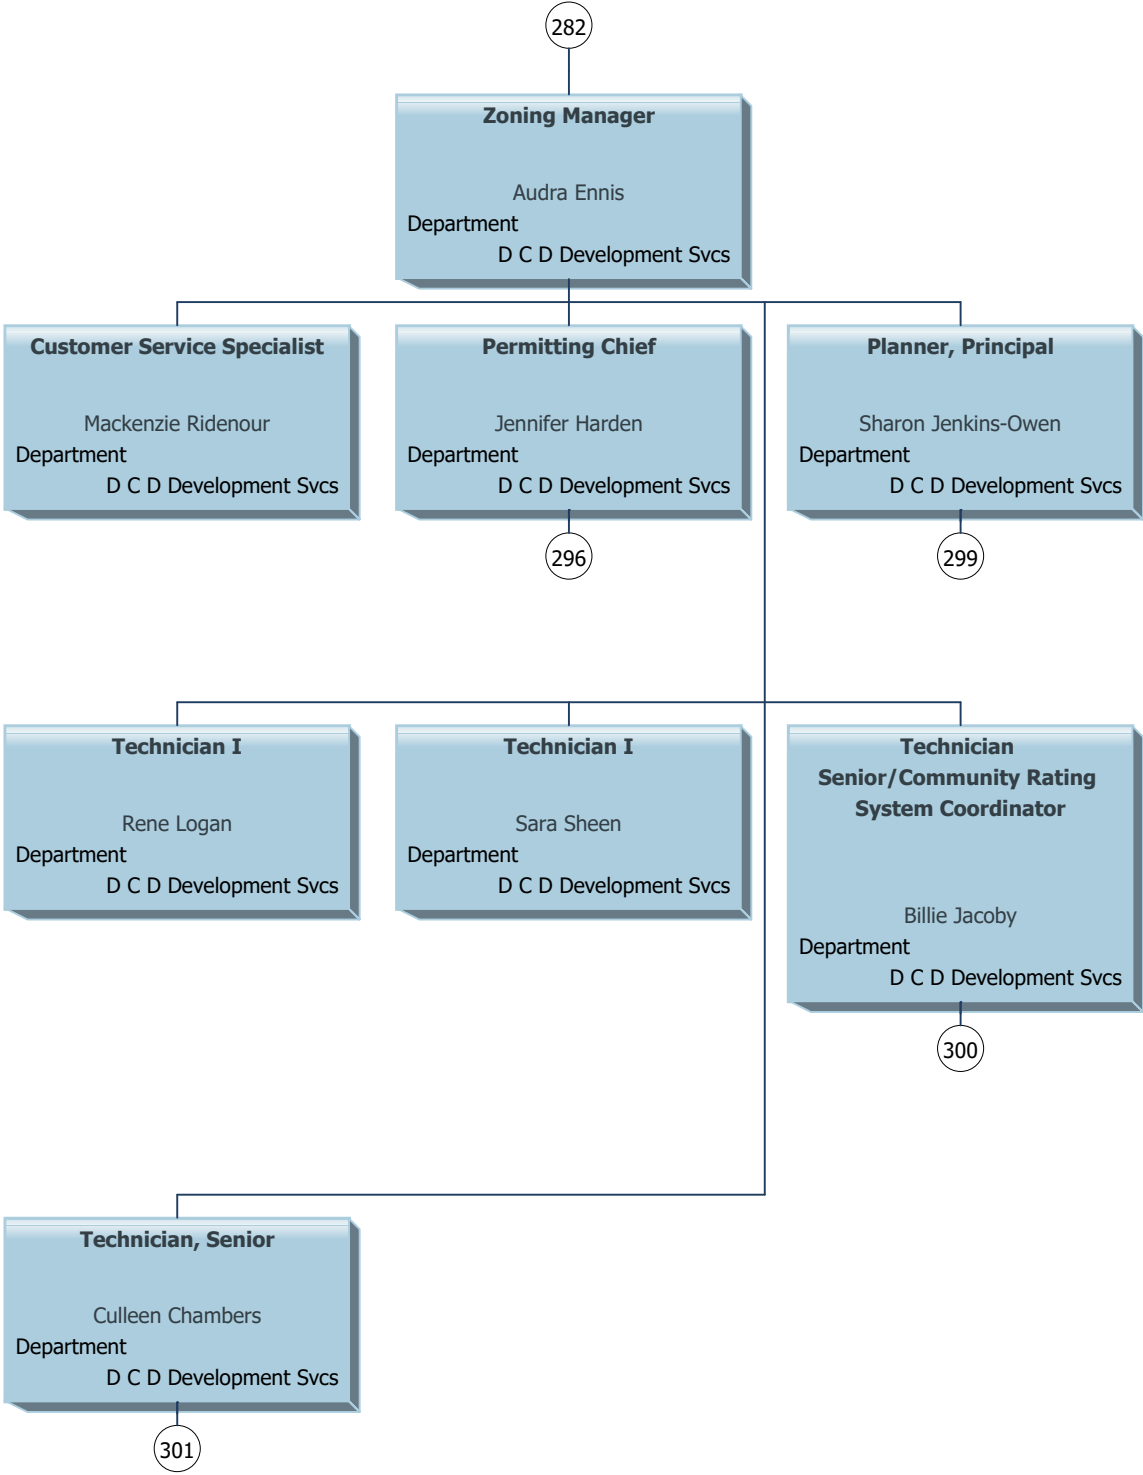 282
Zoning Manager
Audra Ennis
Department
D C D Development Svcs
Customer Service Specialist
Mackenzie Ridenour
Department
D C D Development Svcs
Permitting Chief
Jennifer Harden
Department
D C D Development Svcs
296
Planner, Principal
Sharon Jenkins-Owen
Department
D C D Development Svcs
299
Technician I
Rene Logan
Department
D C D Development Svcs
Technician I
Sara Sheen
Department
D C D Development Svcs
Technician
Senior/Community Rating
System Coordinator
Billie Jacoby
Department
D C D Development Svcs
300
Technician, Senior
Culleen Chambers
Department
D C D Development Svcs
301